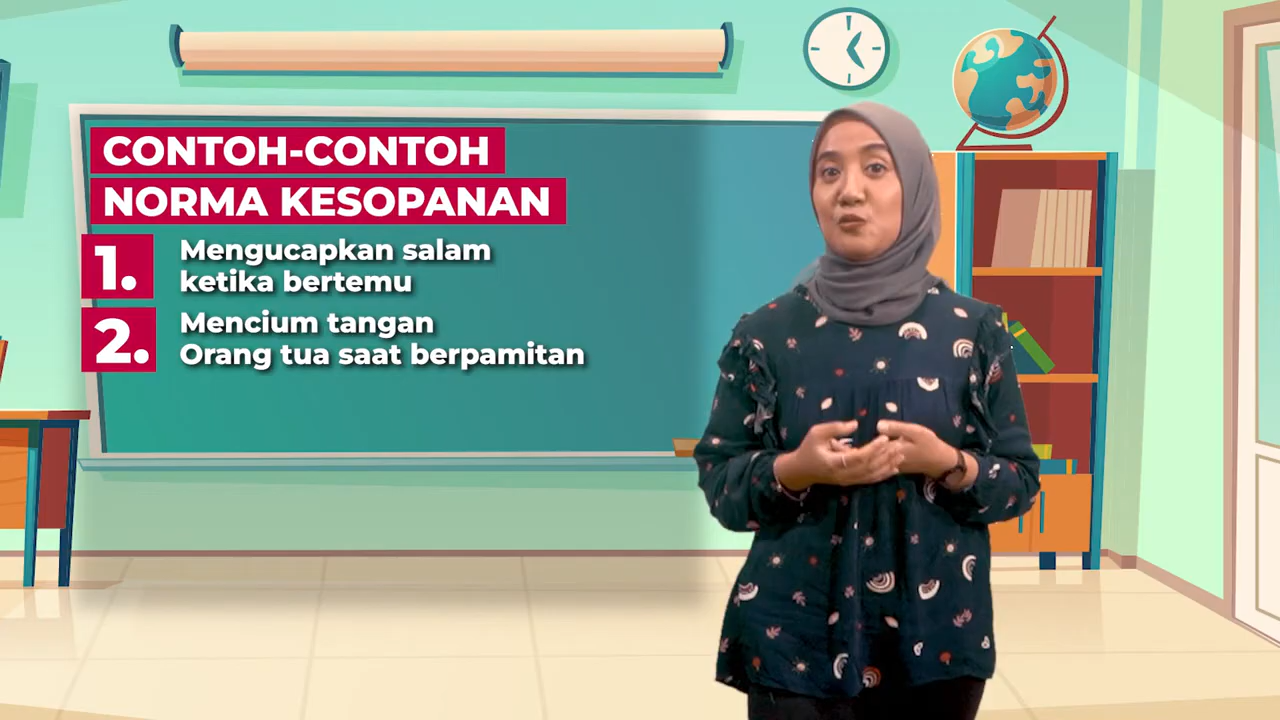 CONTOH-CONTOH
NORMA KESOPANAN
1. Mengucapkan salam
ketika bertemu
2. Mencium tangan
Orang tua saat berpamitan